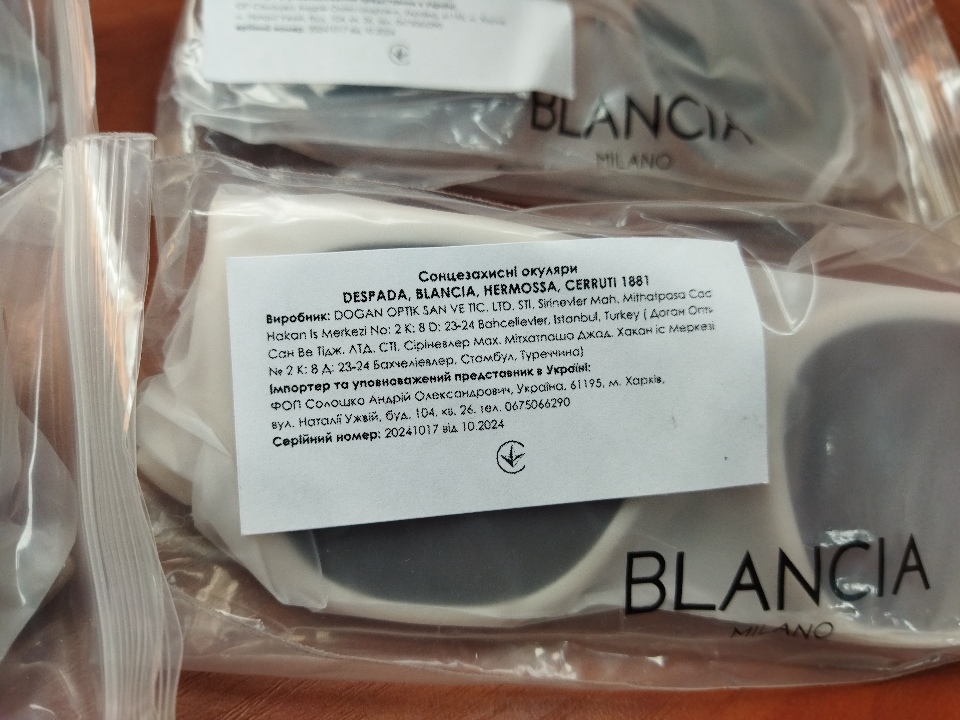 BLANCIA
MILANO
Сонцезахисні окуляри
DESPADA, BLANCIA, HERMOSSA, CERRUTI 1881
Виробник: DOGAN OPTIK SAN VE TIC. LTD. STI, Sirinevler Mah. Mithatpasa Cac
Hakan Is Merkezi No: 2 K: 8 D: 23-24 Bahcelievler, Istanbul, Turkey ( Доган Опті
Сан Ве Тідж. ЛТД. СТІ, Сіріневлер Мах. Мітхатпаша Джад. Хакан іс Меркезі
№ 2 К: 8 Д: 23-24 Бахчелієвлер, Стамбул, Туреччина)
Імпортер та уповноважений представник в Україні:
ФОП Солошко Андрій Олександрович, Україна, 61195, м. Харків,
вул. Наталії Ужвій, буд. 104, кв. 26, тел. 0675066290
Серійний номер: 20241017 від 10.2024
BLANCIA
MILANO